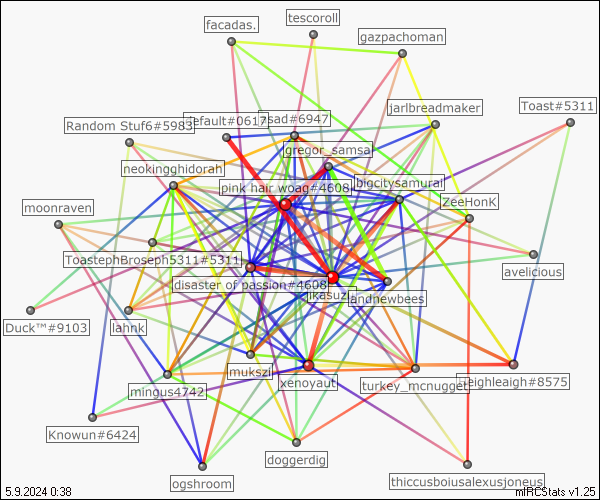 facadas.
tescoroll
gazpachoman
Toast#5311
jarlbreadmaker
Random Stuf6#5983
default#0617
sad#6947
gregor_samsa
neokingghidorah
pink hair woag#4608
bigcitysamurai
ZeeHonK
moonraven
ToastephBroseph5311#5311
avelicious
disaster of passion#4608
jkasuzi
landnewbees
Duck™#9103
lahnk
mukszi
xenoyaut
turkey_mcnugget
leighleaigh#8575
mingus4742
Knowun#6424
doggerdig
ogshroom
thiccusboiusalexusjoneus
5.9.2024 0:38
mIRCStats v1.25